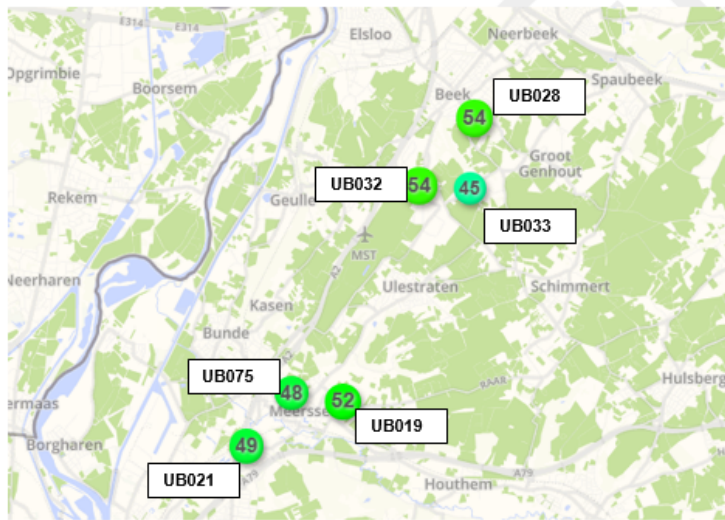 E314
E314
Elsloo
Neerbeek
Opgrimbie
Boorsem
Spaubeek
Beek
UB028
54
Groot
Genhout
UB032
54
45
Rekem
Geulle
UB033
MST
A2
Neerharen
Ulestraten
Schimmert
Kasen
Bunde
A2
UB075
48
52
RAAR
Hulsberg
ermaas
Meersse
UB019
Borgharen
49
UB021
A79
A79
Houthem